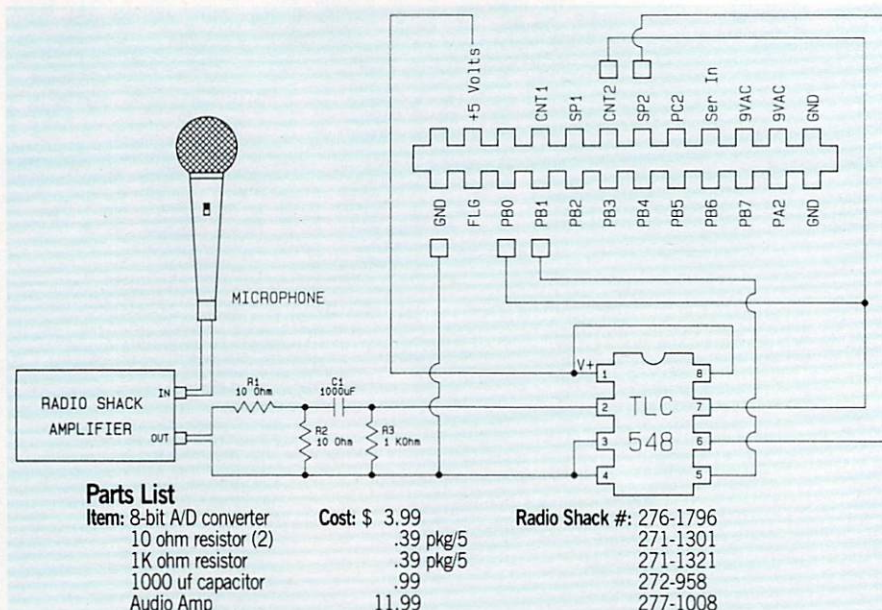 +5 Volts
CNT1
SP1
CNT2
SP2
PC2
Ser In
9VAC
9VAC
GND
GND
FLG
PB0
PB1
PB2
PB3
PB4
PB5
PB6
PB7
PA2
GND
MICROPHONE
RADIO SHACK
AMPLIFIER
IN
OUT
R1
10 Ohm
C1
1000uF
R2
10 Ohm
R3
1 KOhm
V+
1 8
2 TLC 7
3 548 6
4 5
Parts List
Item: 8-bit A/D converter Cost: $ 3.99 Radio Shack #: 276-1796
10 ohm resistor (2) .39 pkg/5 271-1301
1K ohm resistor .39 pkg/5 271-1321
1000 uf capacitor .99 272-958
Audio Amp 11.99 277-1008